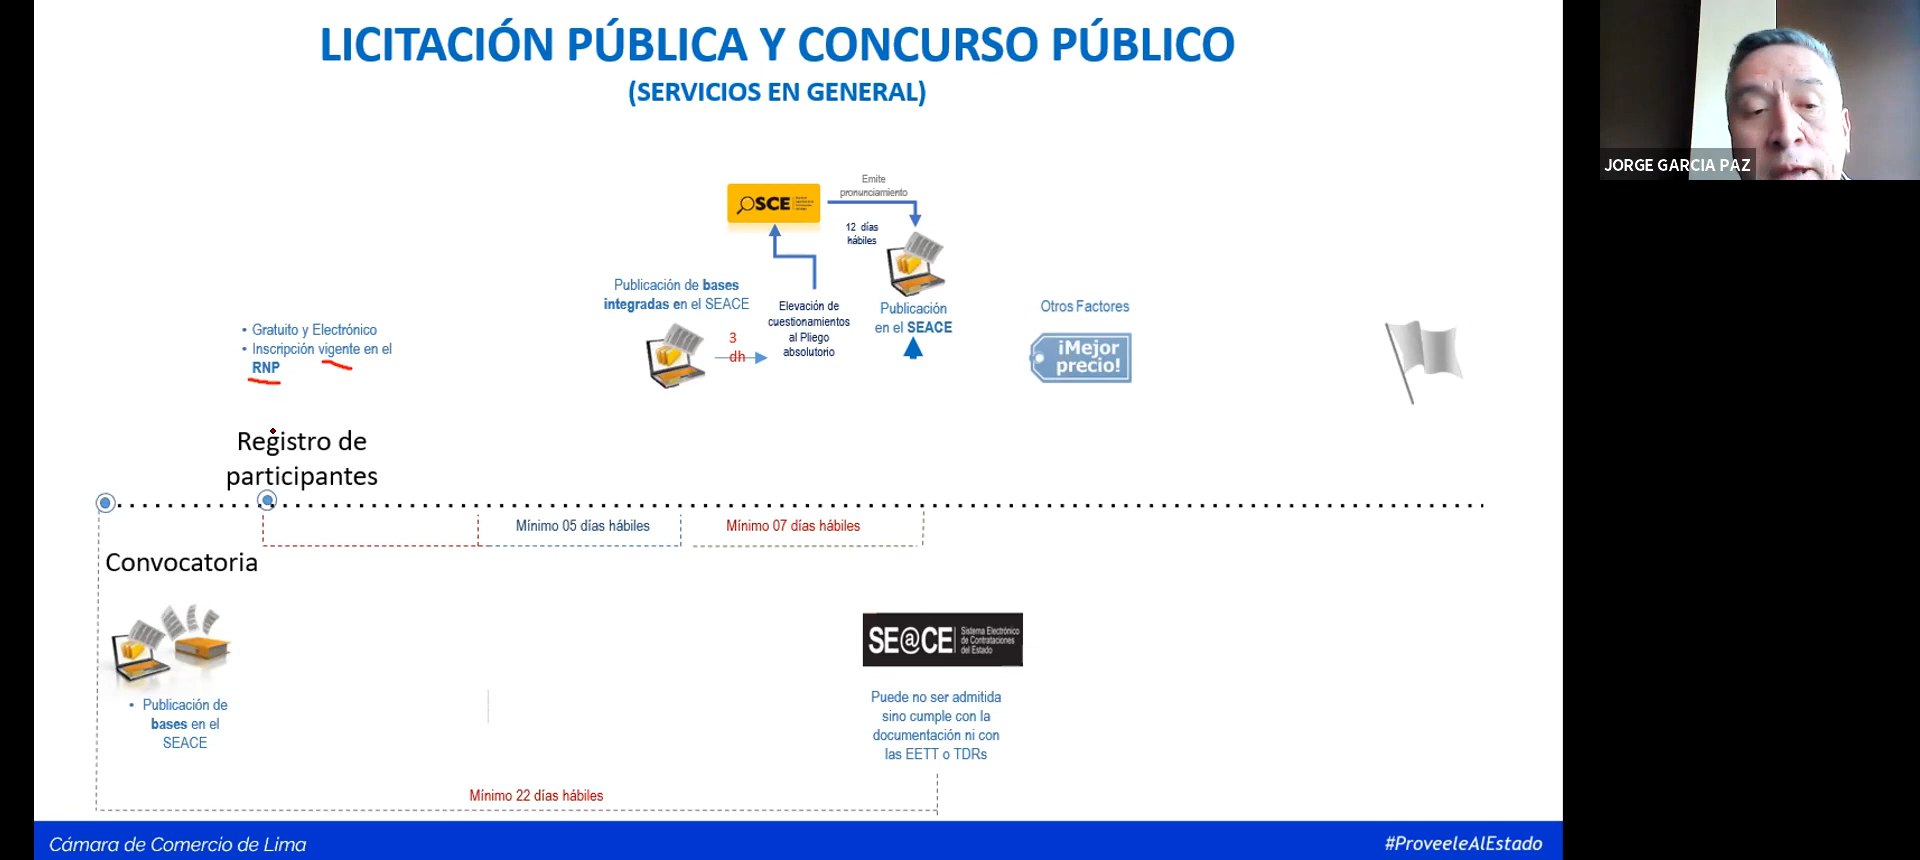 LICITACIÓN PÚBLICA Y CONCURSO PÚBLICO
(SERVICIOS EN GENERAL)
JORGE GARCIA PAZ
Emite
pronunciamiento
OSCE
12 días
hábiles
Publicación de bases
integradas en el SEACE
3
dh
Elevación de
cuestionamientos
al Pliego
absolutorio
Publicación
en el SEACE
Otros Factores
¡Mejor
precio!
• Gratuito y Electrónico
• Inscripción vigente en el
RNP
Registro de
participantes
Mínimo 05 días hábiles
Mínimo 07 días hábiles
Convocatoria
SE@CE
Sistema Electrónico
de Contrataciones
del Estado
• Publicación de
bases en el
SEACE
Puede no ser admitida
sino cumple con la
documentación ni con
las EETT o TDRs
Mínimo 22 días hábiles
Cámara de Comercio de Lima
#ProveeleAlEstado